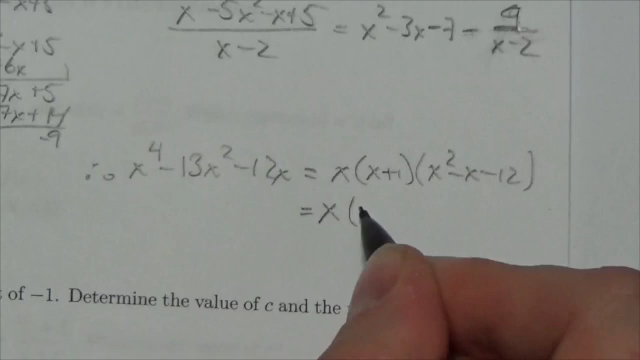 x - 5x² - x + 5 / x - 2 = x² - 3x - 7 - 9 / x - 2
-x + 5
6x
7x + 5
7x + 14
-9
∴ x⁴ - 13x² - 12x = x(x+1)(x² - x - 12)
= x(
of −1. Determine the value of c and the